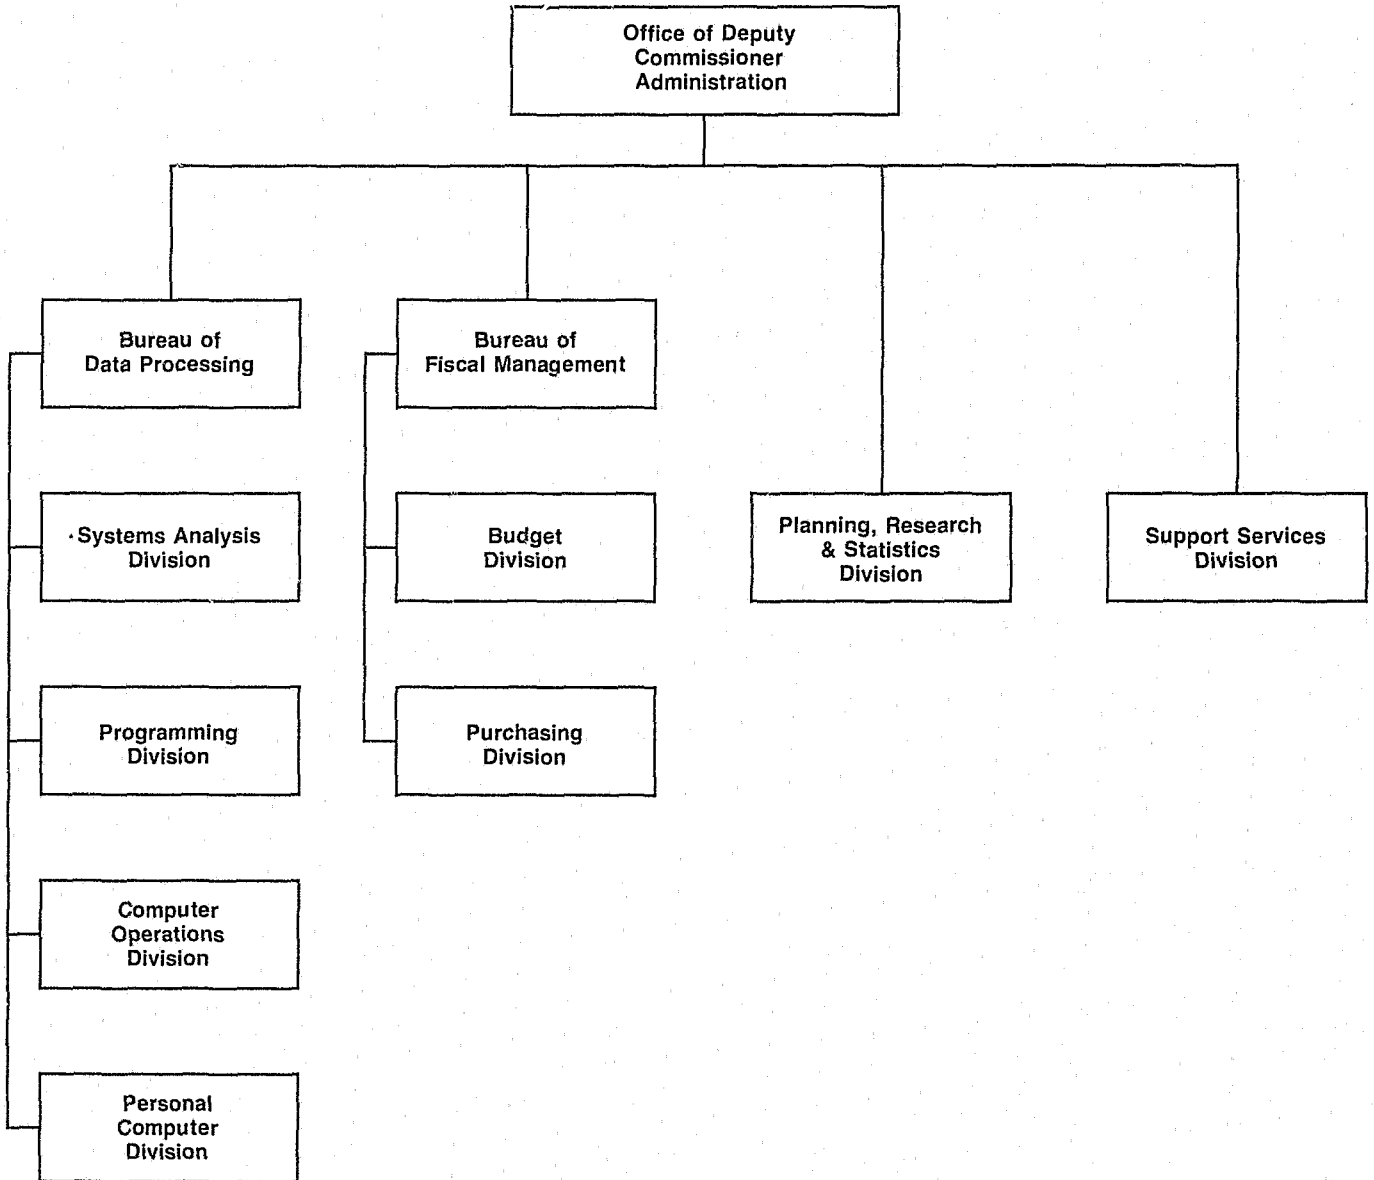 Office of Deputy
Commissioner
Administration
Bureau of
Data Processing
Bureau of
Fiscal Management
Systems Analysis
Division
Budget
Division
Planning, Research
& Statistics
Division
Support Services
Division
Programming
Division
Purchasing
Division
Computer
Operations
Division
Personal
Computer
Division